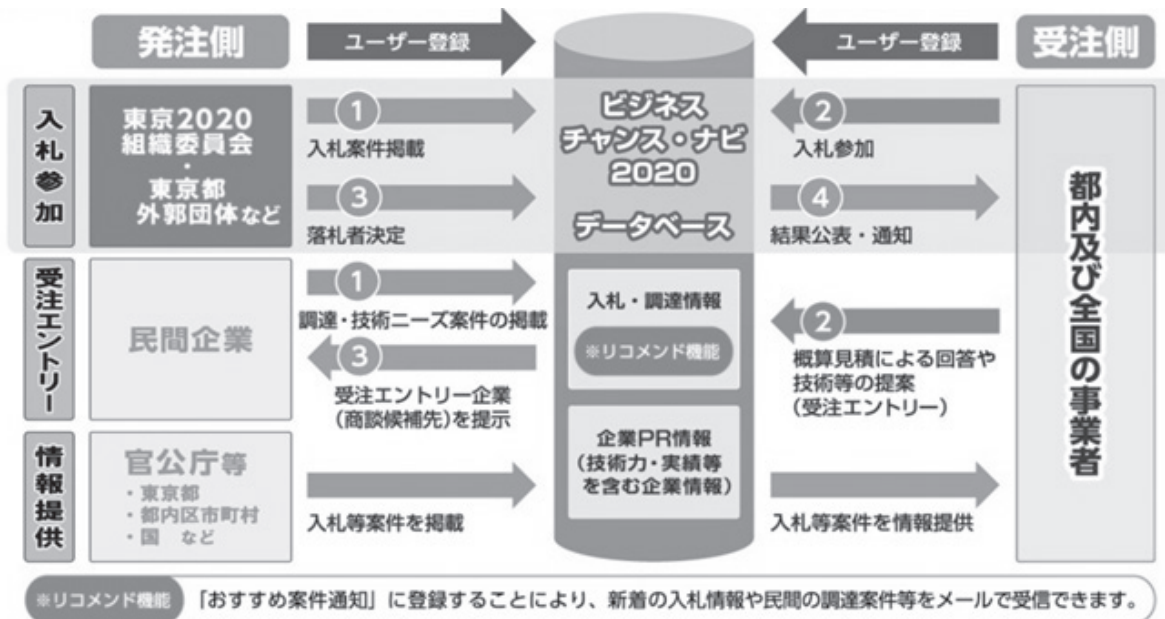 発注側
ユーザー登録
ユーザー登録
受注側
入札参加
東京2020
組織委員会
・
東京都
外郭団体など
①
入札案件掲載
③
落札者決定
ビジネス
チャンス・ナビ
2020
データベース
②
入札参加
④
結果公表・通知
都内及び全国の事業者
受注エントリー
民間企業
①
調達・技術ニーズ案件の掲載
③
受注エントリー企業
(商談候補先)を提示
入札・調達情報
※リコメンド機能
②
概算見積による回答や
技術等の提案
(受注エントリー)
情報提供
官公庁等
・東京都
・都内区市町村
・国 など
入札等案件を掲載
企業PR情報
(技術力・実績等
を含む企業情報)
入札等案件を情報提供
※リコメンド機能 「おすすめ案件通知」に登録することにより、新着の入札情報や民間の調達案件等をメールで受信できます。